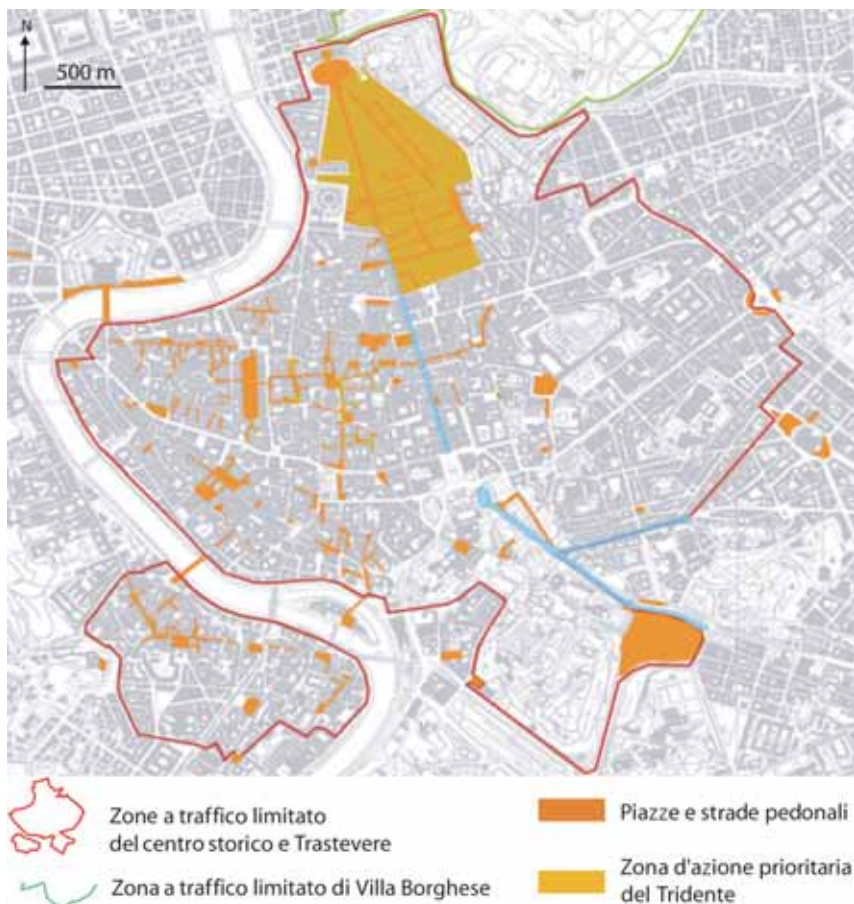 N
500 m
Zone a traffico limitato
del centro storico e Trastevere
Zona a traffico limitato di Villa Borghese
Piazze e strade pedonali
Zona d'azione prioritaria
del Tridente